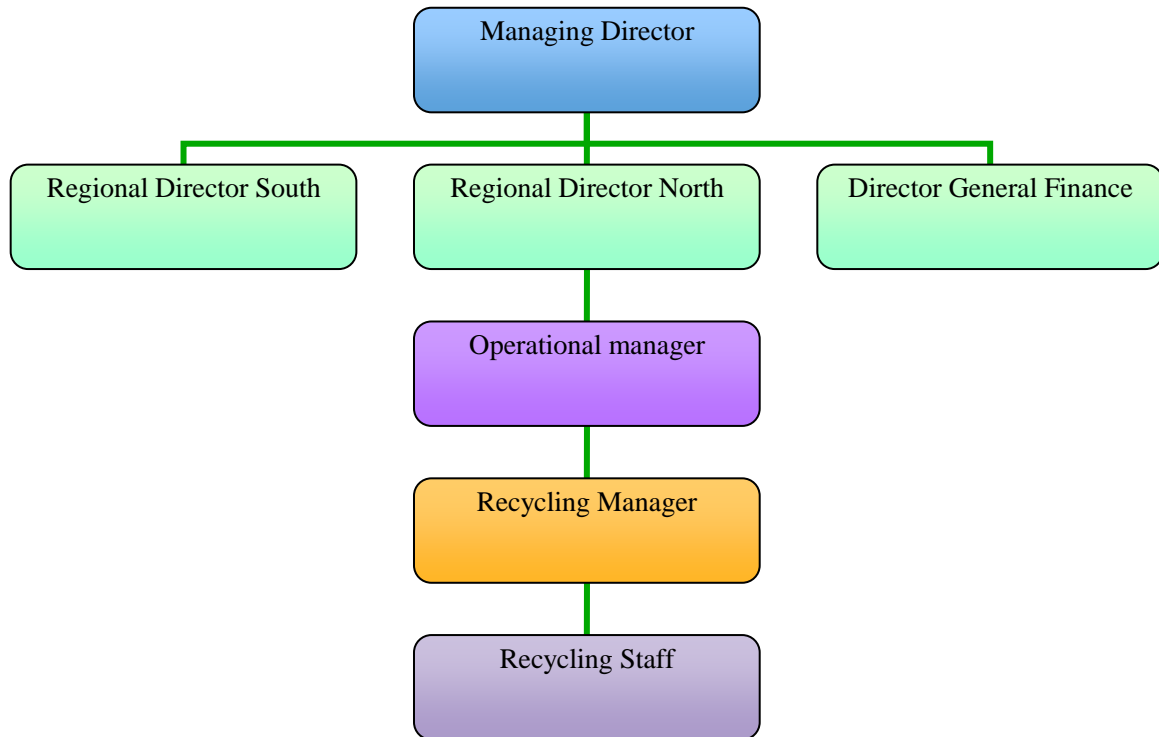 Managing Director
Regional Director South
Regional Director North
Director General Finance
Operational manager
Recycling Manager
Recycling Staff